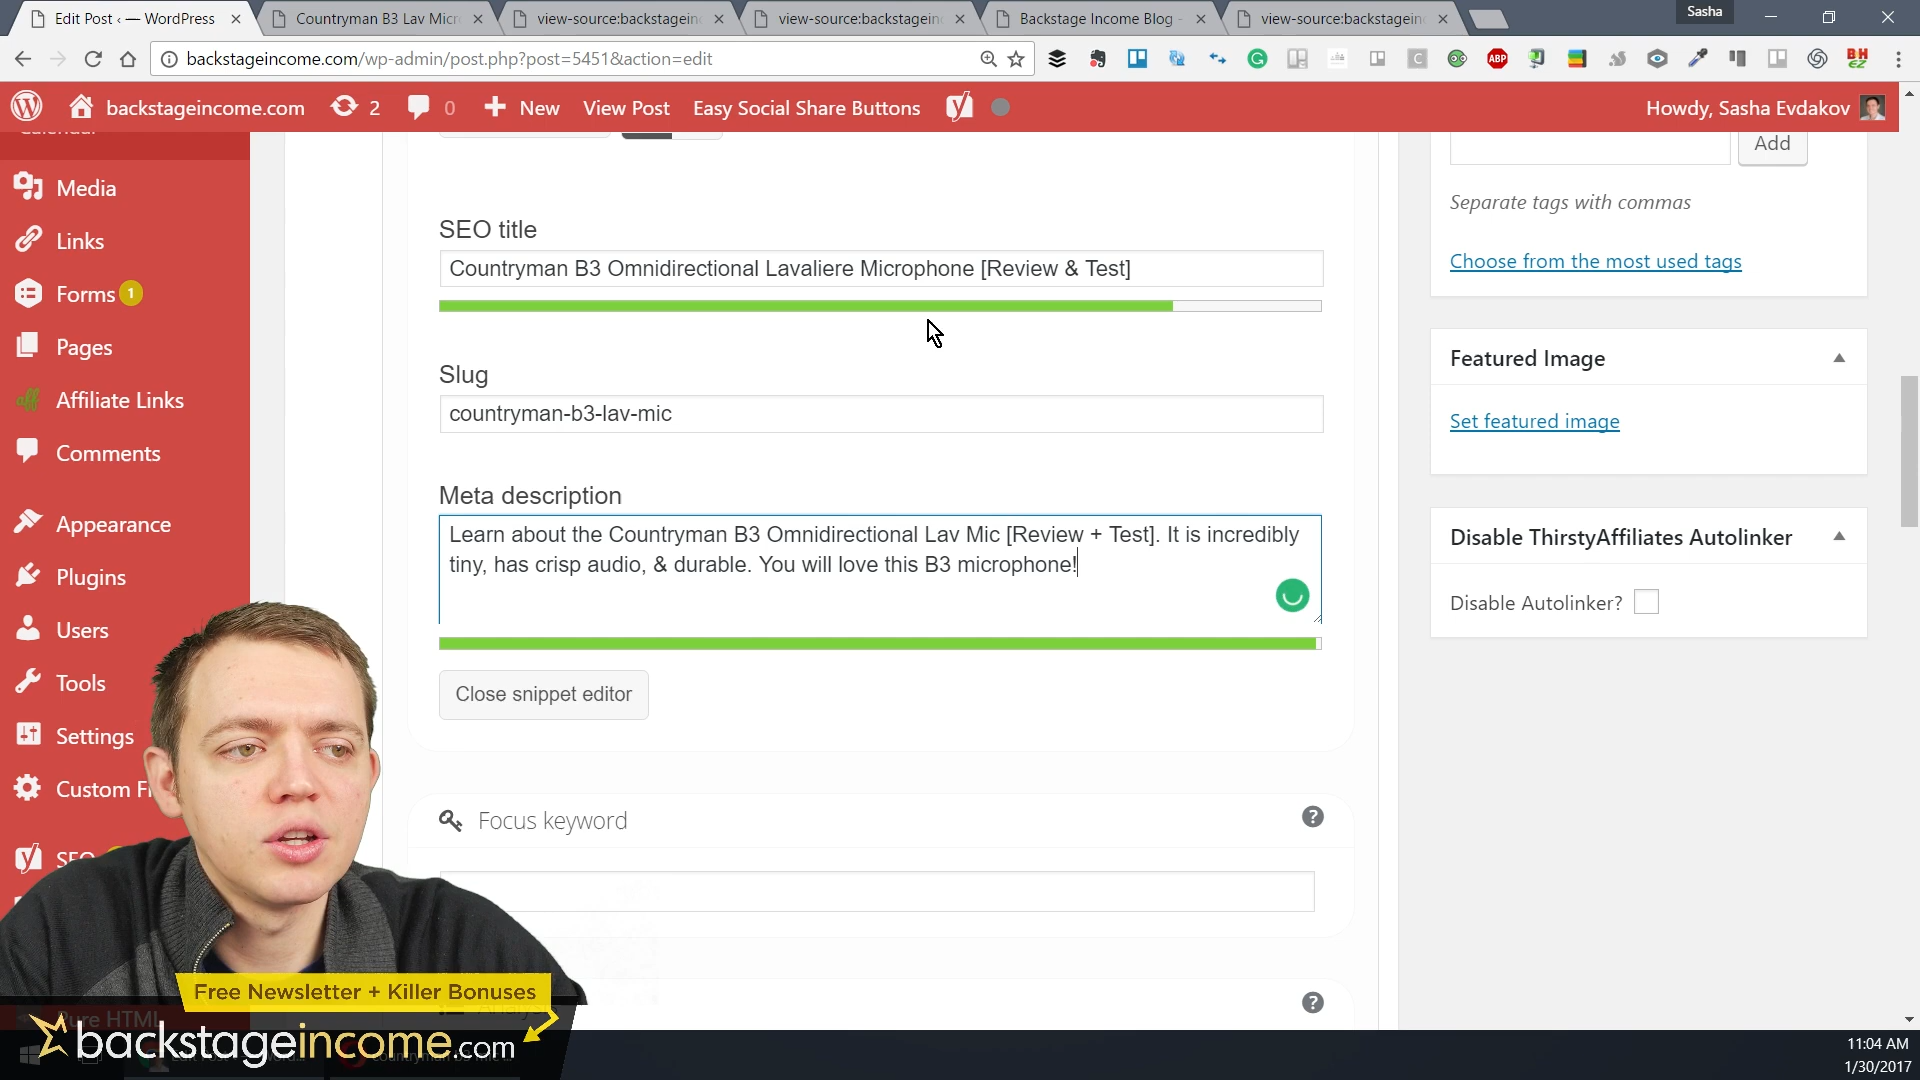 Edit Post ‹ — WordPress
Countryman B3 Lav Micr
view-source:backstagein
view-source:backstagein
Backstage Income Blog -
view-source:backstagein
Sasha
backstageincome.com/wp-admin/post.php?post=5451&action=edit
ABP
backstageincome.com
2
0
New
View Post
Easy Social Share Buttons
Howdy, Sasha Evdakov
Calendar
Media
Links
Forms 1
Pages
Affiliate Links
Comments
Appearance
Plugins
Users
Tools
Settings
Custom Fi
SEO
Pure HTML
SEO title
Countryman B3 Omnidirectional Lavaliere Microphone [Review & Test]
Slug
countryman-b3-lav-mic
Meta description
Learn about the Countryman B3 Omnidirectional Lav Mic [Review + Test]. It is incredibly
tiny, has crisp audio, & durable. You will love this B3 microphone!
Close snippet editor
Focus keyword
Add
Separate tags with commas
Choose from the most used tags
Featured Image
Set featured image
Disable ThirstyAffiliates Autolinker
Disable Autolinker?
Free Newsletter + Killer Bonuses
backstageincome.com
11:04 AM
1/30/2017